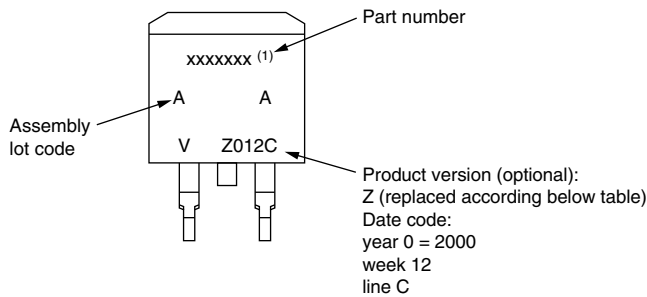 Part number
xxxxxxx (1)
A A
Assembly
lot code
V Z012C
Product version (optional):
Z (replaced according below table)
Date code:
year 0 = 2000
week 12
line C